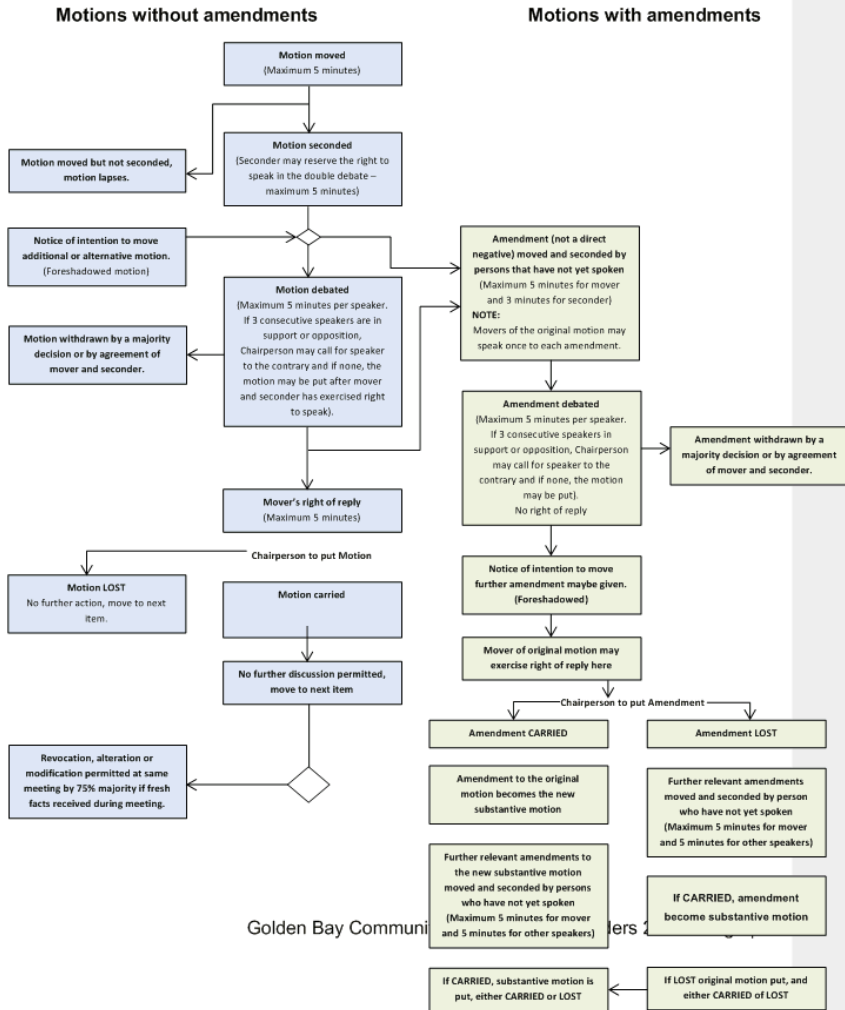 Motions without amendments
Motions with amendments
Motion moved
(Maximum 5 minutes)
Motion seconded
(Seconder may reserve the right to
speak in the double debate –
maximum 5 minutes)
Motion moved but not seconded,
motion lapses.
Notice of intention to move
additional or alternative motion.
(Foreshadowed motion)
Motion debated
(Maximum 5 minutes per speaker.
If 3 consecutive speakers are in
support or opposition,
Chairperson may call for speaker
to the contrary and if none, the
motion may be put after mover
and seconder has exercised right
to speak).
Motion withdrawn by a majority
decision or by agreement of
mover and seconder.
Mover's right of reply
(Maximum 5 minutes)
Chairperson to put Motion
Motion LOST
No further action, move to next
item.
Motion carried
No further discussion permitted,
move to next item
Revocation, alteration or
modification permitted at same
meeting by 75% majority if fresh
facts received during meeting.
Amendment (not a direct
negative) moved and seconded by
persons that have not yet spoken
(Maximum 5 minutes for mover
and 3 minutes for seconder)
NOTE:
Movers of the original motion may
speak once to each amendment.
Amendment debated
(Maximum 5 minutes per speaker.
If 3 consecutive speakers in
support or opposition, Chairperson
may call for speaker to the
contrary and if none, the motion
may be put).
No right of reply
Amendment withdrawn by a
majority decision or by agreement
of mover and seconder.
Notice of intention to move
further amendment maybe given.
(Foreshadowed)
Mover of original motion may
exercise right of reply here
Chairperson to put Amendment
Amendment CARRIED
Amendment LOST
Amendment to the original
motion becomes the new
substantive motion
Further relevant amendments
moved and seconded by person
who have not yet spoken
(Maximum 5 minutes for mover
and 5 minutes for other speakers)
Further relevant amendments to
the new substantive motion
moved and seconded by persons
who have not yet spoken
(Maximum 5 minutes for mover
and 5 minutes for other speakers)
If CARRIED, amendment
become substantive motion
Golden Bay
If CARRIED, substantive motion is
put, either CARRIED or LOST
If LOST original motion put, and
either CARRIED of LOST